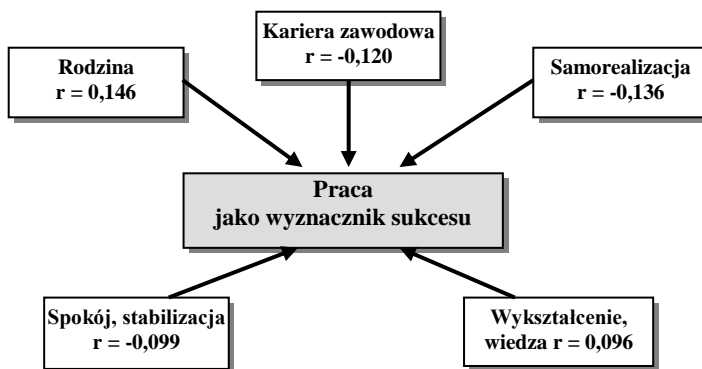 Kariera zawodowa
r = -0,120
Rodzina
r = 0,146
Samorealizacja
r = -0,136
Praca
jako wyznacznik sukcesu
Spokój, stabilizacja
r = -0,099
Wykształcenie,
wiedza r = 0,096